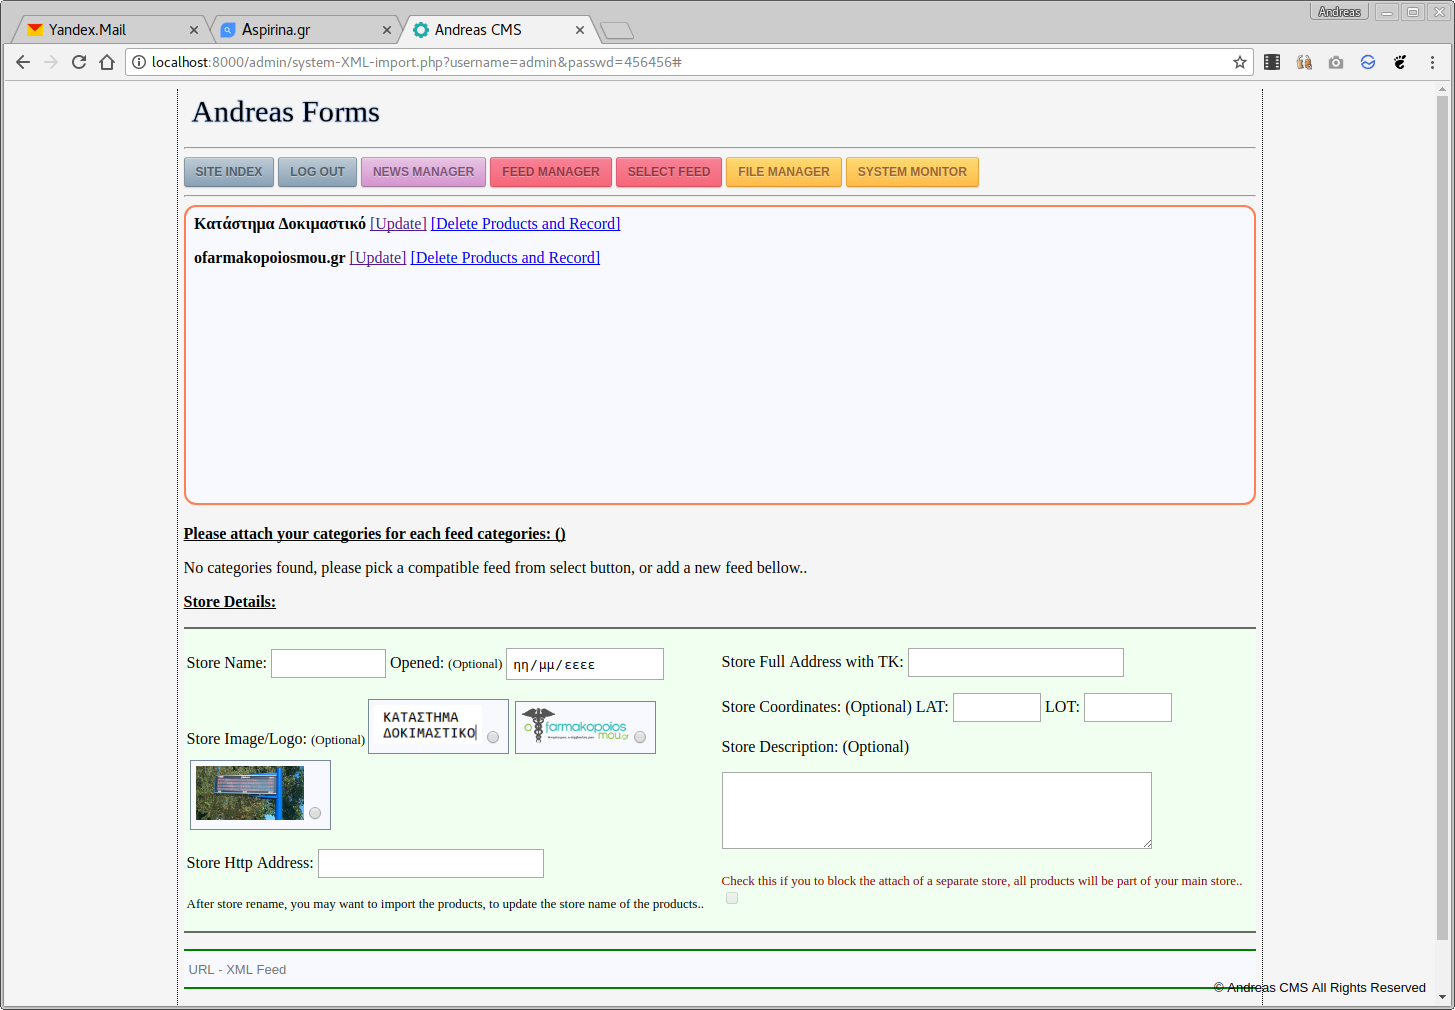 Andreas
Yandex.Mail
Aspirina.gr
Andreas CMS
localhost:8000/admin/system-XML-import.php?username=admin&passwd=456456#
Andreas Forms
SITE INDEX LOG OUT NEWS MANAGER FEED MANAGER SELECT FEED FILE MANAGER SYSTEM MONITOR
Κατάστημα Δοκιμαστικό [Update] [Delete Products and Record]
ofarmakopoiosmou.gr [Update] [Delete Products and Record]
Please attach your categories for each feed categories: ()
No categories found, please pick a compatible feed from select button, or add a new feed bellow..
Store Details:
Store Name: Opened: (Optional) ηη/μμ/εεεε
Store Image/Logo: (Optional)
ΚΑΤΑΣΤΗΜΑ
ΔΟΚΙΜΑΣΤΙΚΟ
ofarmakopoios
mou.gr
Store Http Address:
After store rename, you may want to import the products, to update the store name of the products..
Store Full Address with TK:
Store Coordinates: (Optional) LAT: LOT:
Store Description: (Optional)
Check this if you to block the attach of a separate store, all products will be part of your main store..
URL - XML Feed
© Andreas CMS All Rights Reserved